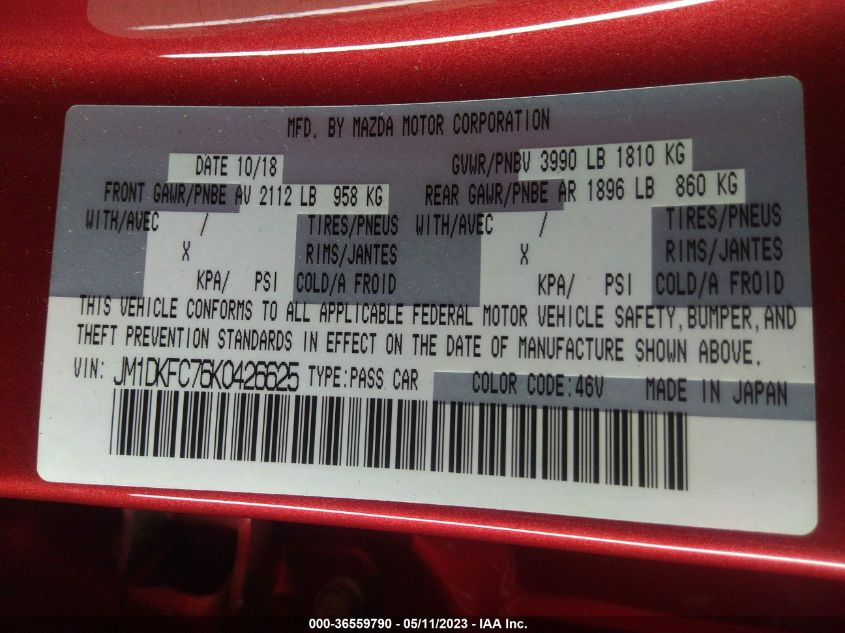 MFD. BY MAZDA MOTOR CORPORATION
DATE 10/18 GVWR/PNBV 3990 LB 1810 KG
FRONT GAWR/PNBE AV 2112 LB 958 KG REAR GAWR/PNBE AR 1896 LB 860 KG
WITH/AVEC / TIRES/PNEUS WITH/AVEC / TIRES/PNEUS
X RIMS/JANTES X RIMS/JANTES
KPA/ PSI COLD/A FROID KPA/ PSI COLD/A FROID
THIS VEHICLE CONFORMS TO ALL APPLICABLE FEDERAL MOTOR VEHICLE SAFETY, BUMPER, AND
THEFT PREVENTION STANDARDS IN EFFECT ON THE DATE OF MANUFACTURE SHOWN ABOVE.
VIN: JM1DKFC76K0426625 TYPE:PASS CAR COLOR CODE:46V MADE IN JAPAN
000-36559790 - 05/11/2023 - IAA Inc.